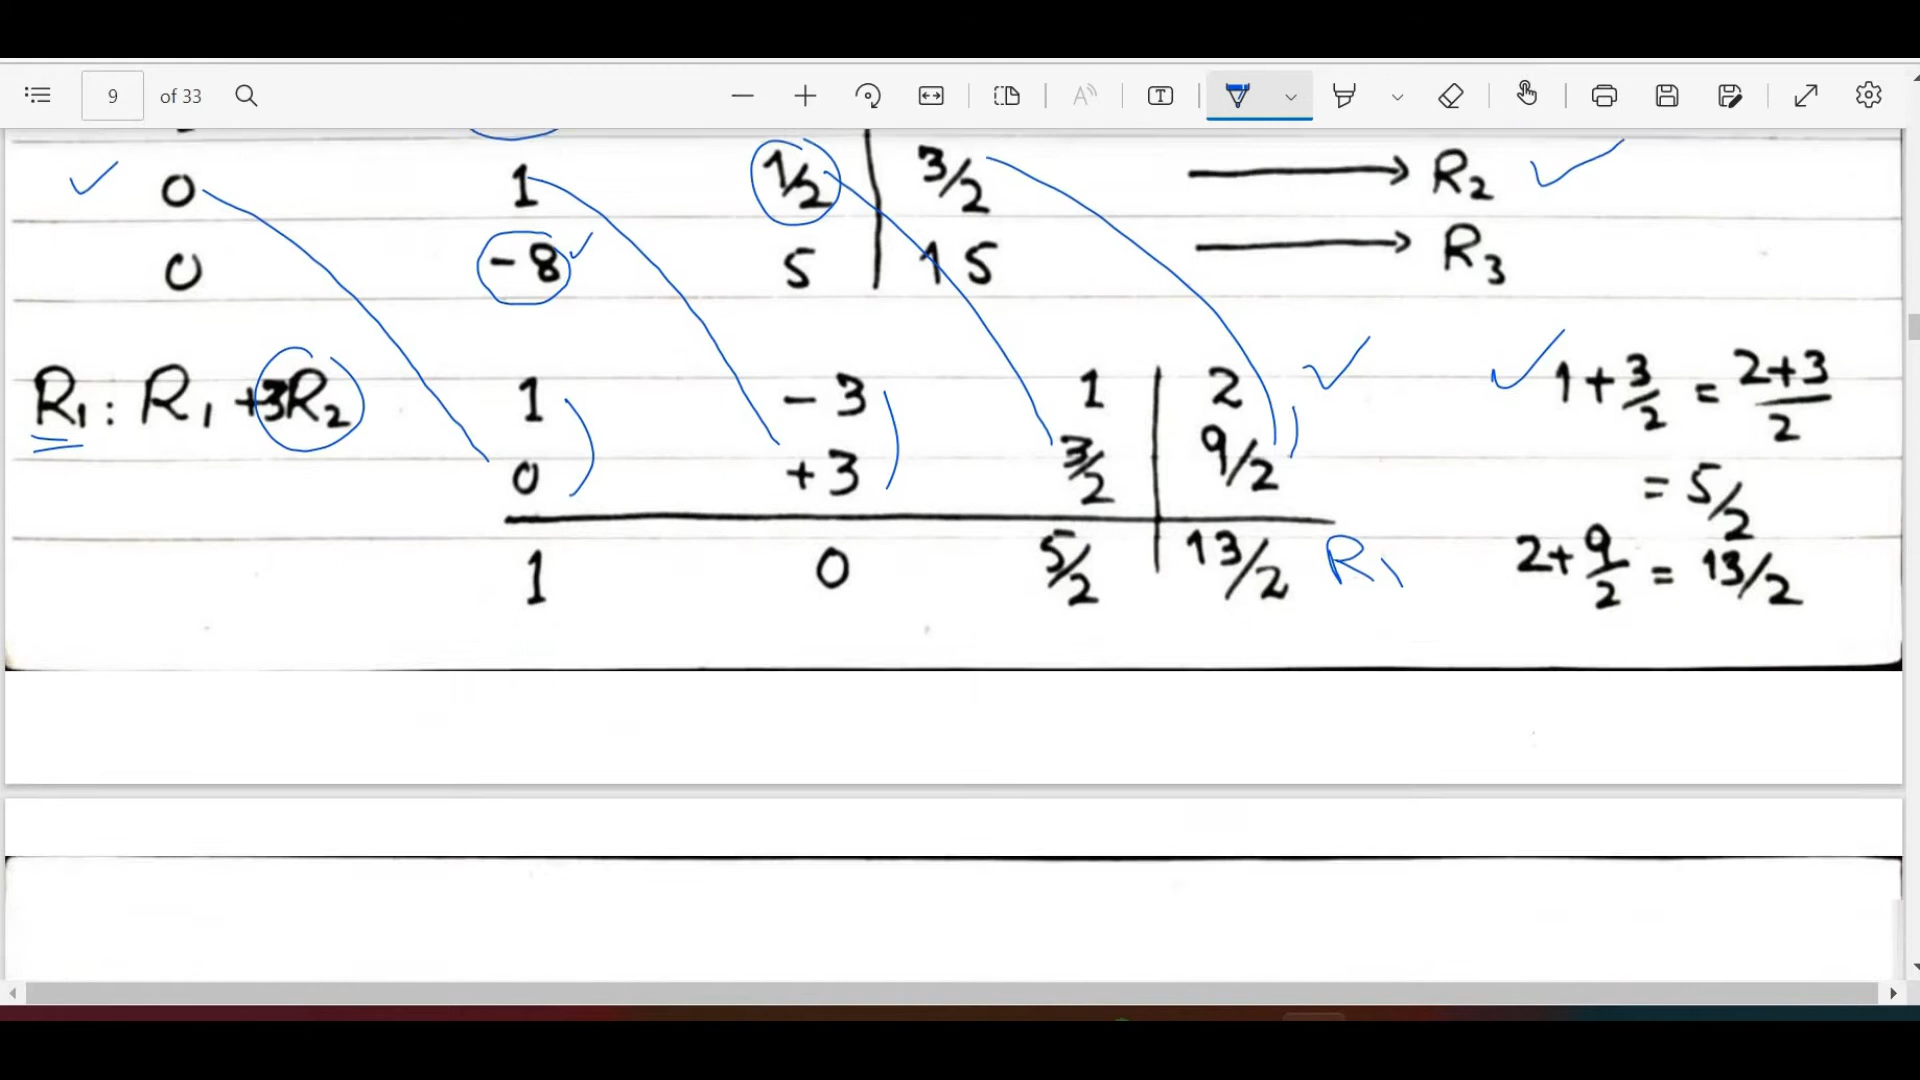 9 of 33
0 1 1/2 | 3/2 → R2
0 -8 5 | 15 → R3
R1 : R1 +3R2 1 -3 1 | 2 1 + 3/2 = 2+3/2
0 +3 3/2 | 9/2 = 5/2
1 0 5/2 | 13/2 R1 2 + 9/2 = 13/2